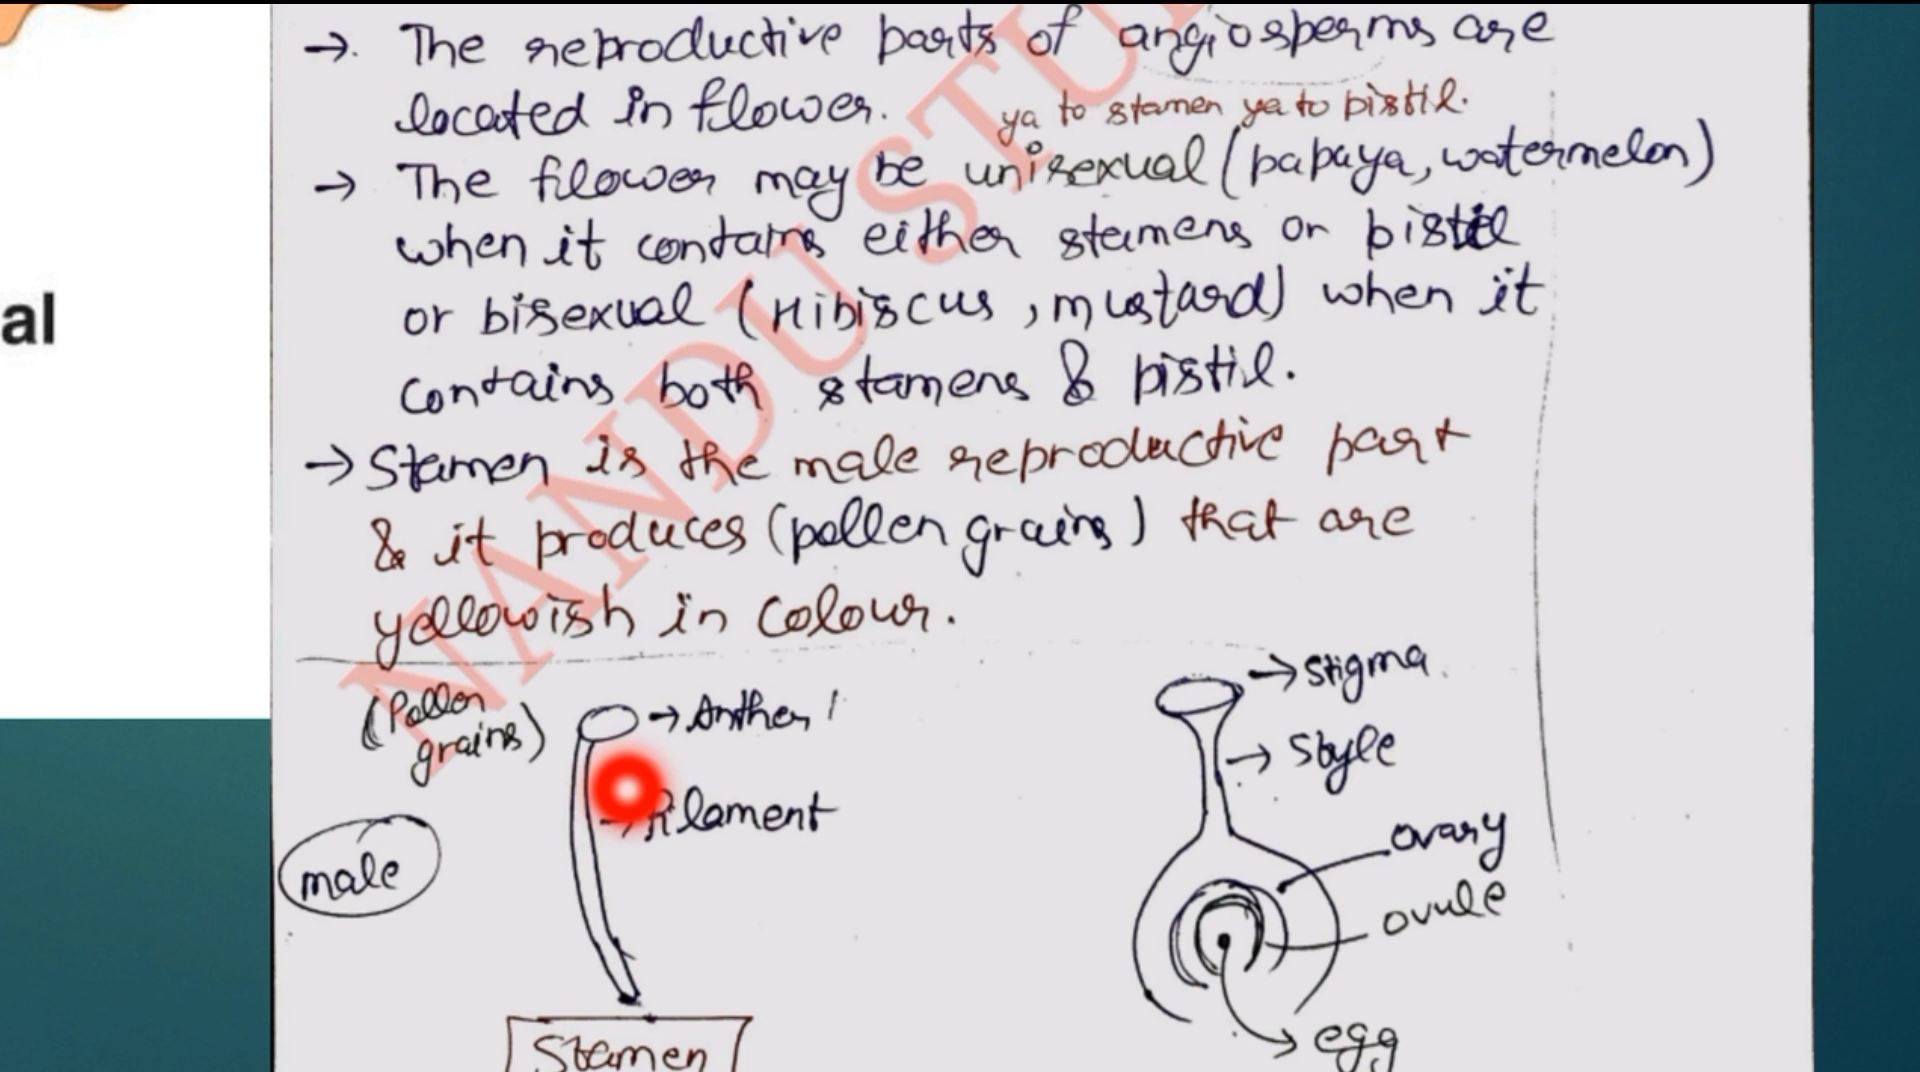 →. The reproductive parts of angiosperms are
located in flower.
ya to stamen ya to pistil.
→ The flower may be unisexual (papaya, watermelon)
when it contains either stamens or pistil
or bisexual (Hibiscus, mustard) when it
contains both stamens & pistil.
→ Stamen is the male reproductive part
& it produces (pollen grains) that are
yellowish in colour.
(Pollen
grains)
→ Anther
→ Filament
male
Stamen
→ Stigma
→ Style
ovary
ovule
→ egg
al
NANDU STU